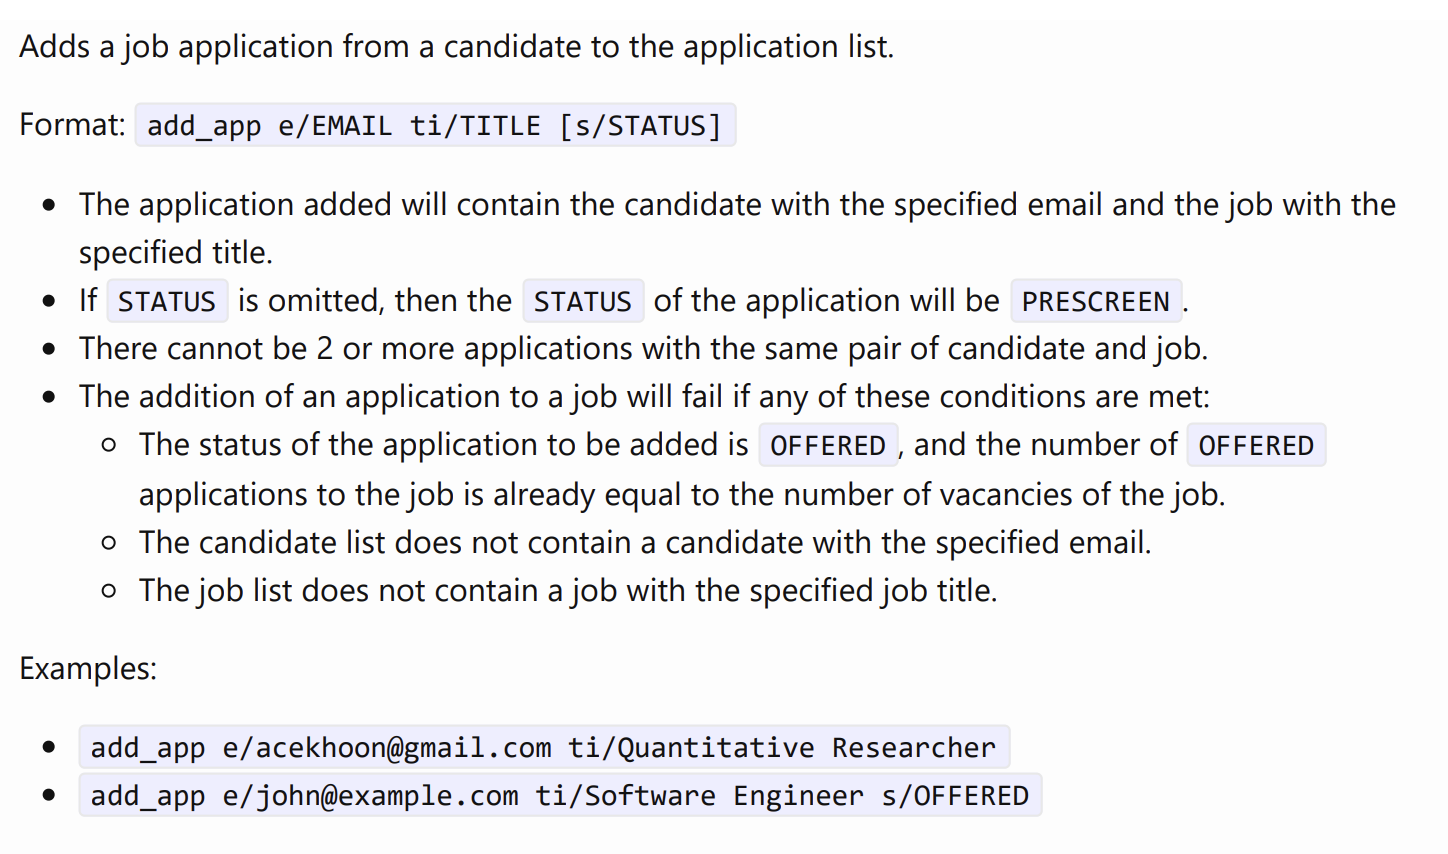 Adds a job application from a candidate to the application list.
Format: add_app e/EMAIL ti/TITLE [s/STATUS]
• The application added will contain the candidate with the specified email and the job with the
specified title.
• If STATUS is omitted, then the STATUS of the application will be PRESCREEN.
• There cannot be 2 or more applications with the same pair of candidate and job.
• The addition of an application to a job will fail if any of these conditions are met:
◦ The status of the application to be added is OFFERED, and the number of OFFERED
applications to the job is already equal to the number of vacancies of the job.
◦ The candidate list does not contain a candidate with the specified email.
◦ The job list does not contain a job with the specified job title.
Examples:
• add_app e/acekhoon@gmail.com ti/Quantitative Researcher
• add_app e/john@example.com ti/Software Engineer s/OFFERED